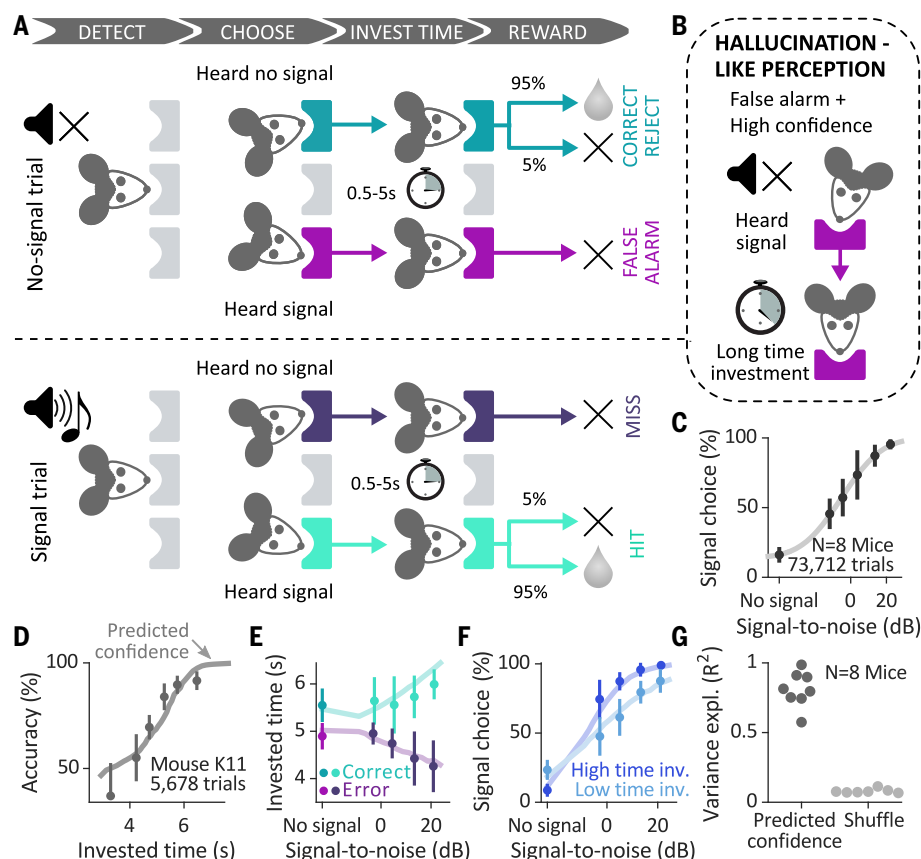 A
DETECT
CHOOSE
INVEST TIME
REWARD
No-signal trial
Heard no signal
95%
5%
CORRECT
REJECT
0.5-5s
FALSE
ALARM
Heard signal
Signal trial
Heard no signal
MISS
0.5-5s
5%
HIT
95%
Heard signal
B
HALLUCINATION -
LIKE PERCEPTION
False alarm +
High confidence
Heard
signal
Long time
investment
C
Signal choice (%)
100
50
0
N=8 Mice
73,712 trials
No signal 0 20
Signal-to-noise (dB)
D
Predicted
confidence
Accuracy (%)
100
50
Mouse K11
5,678 trials
4 6
Invested time (s)
E
Invested time (s)
6
5
4
Correct
Error
No signal 0 20
Signal-to-noise (dB)
F
Signal choice (%)
100
50
0
High time inv.
Low time inv.
No signal 0 20
Signal-to-noise (dB)
G
Variance expl. (R²)
1
0.5
0
N=8 Mice
Predicted
confidence
Shuffle